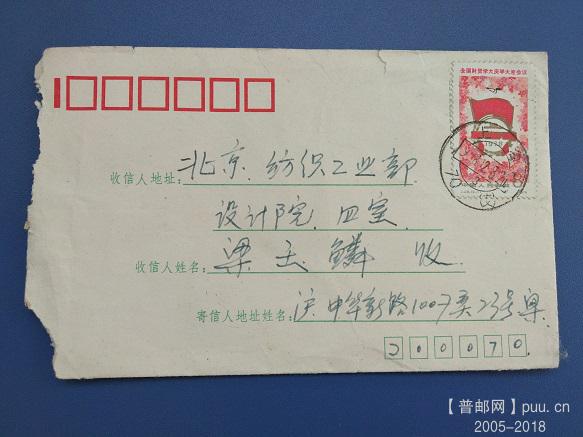 全国财贸学大庆学大寨会议
1978
收信人地址: 北京 纺织工业部
设计院 四室
收信人姓名: 梁玉鳞 收
寄信人地址姓名: 沪中华新路1007弄23号单
200070
【普邮网】puu.cn
2005-2018